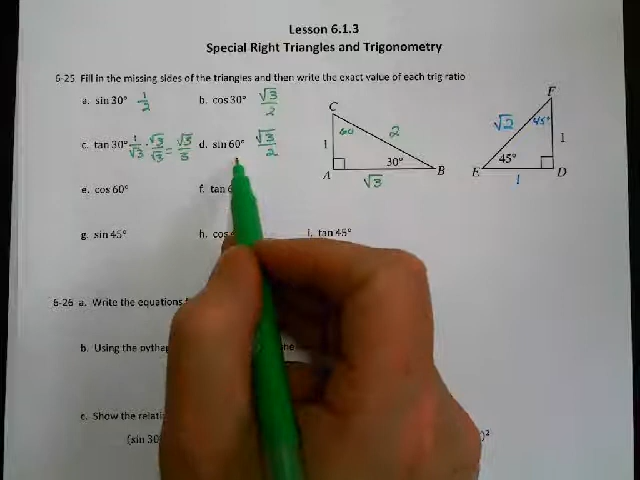 Lesson 6.1.3
Special Right Triangles and Trigonometry
6-25 Fill in the missing sides of the triangles and then write the exact value of each trig ratio
a. sin 30° 1/2 b. cos 30° √3/2
c. tan 30° 1/√3 · √3/√3 = √3/3 d. sin 60° √3/2
e. cos 60° f. tan
g. sin 45° h. cos i. tan 45°
C
60
2
1
30°
A
B
√3
F
√2
45°
1
45°
E
D
1
6-26 a. Write the equations
b. Using the
c. Show the
(sin 30
)²